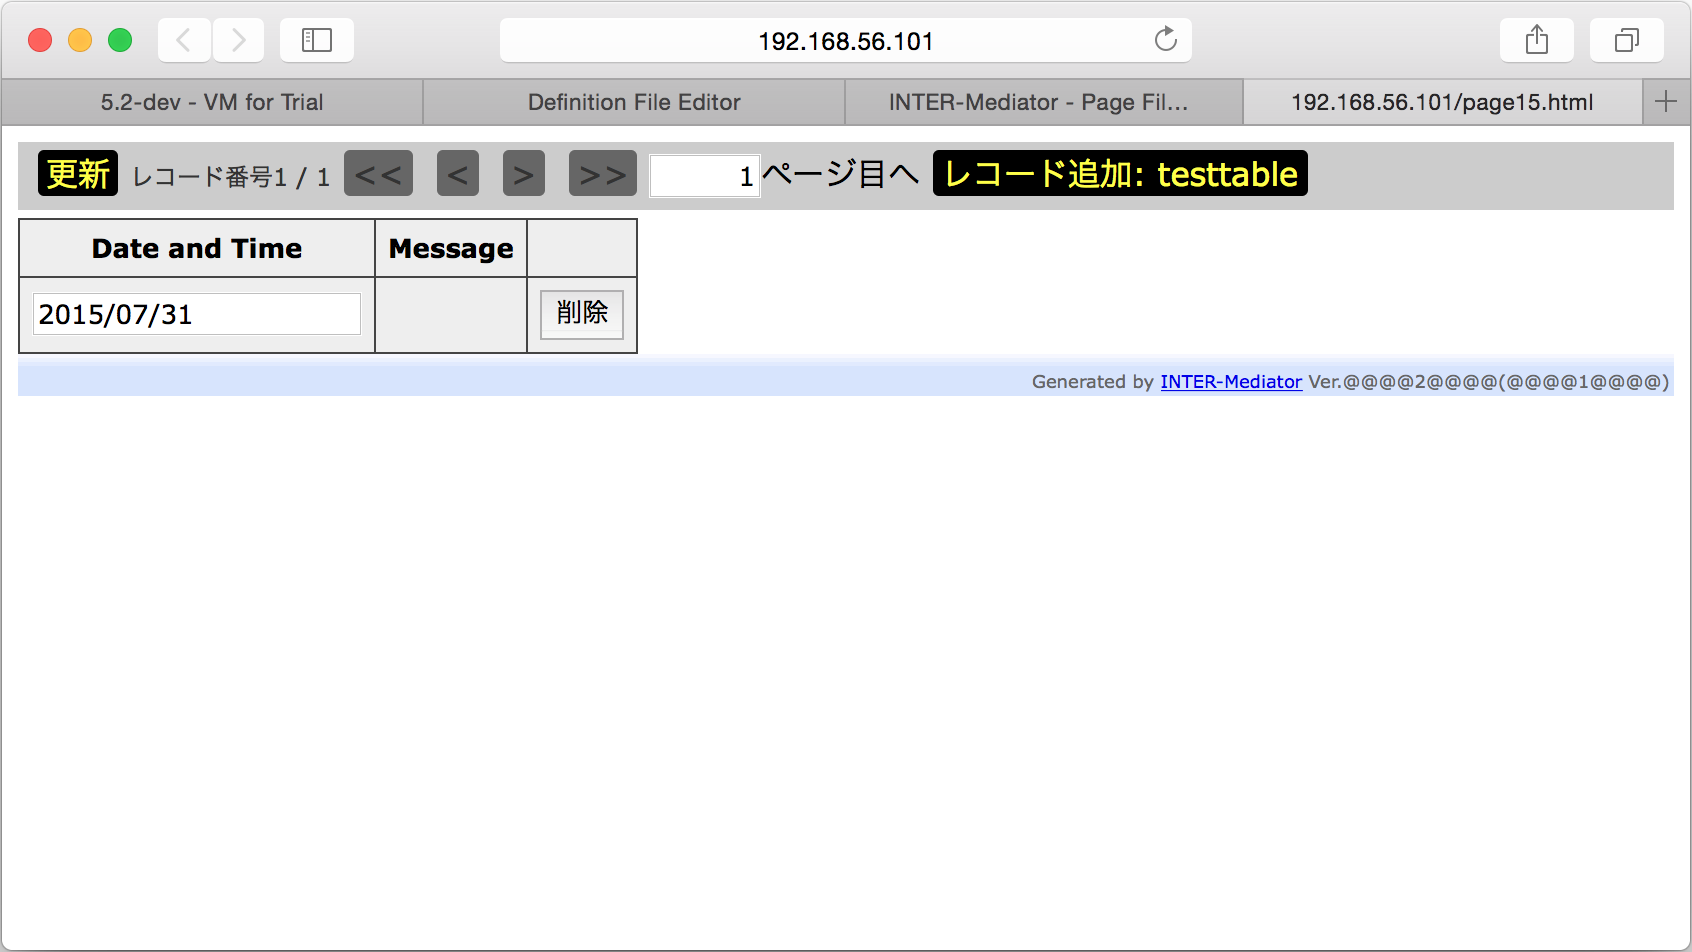 192.168.56.101
5.2-dev - VM for Trial
Definition File Editor
INTER-Mediator - Page Fil...
192.168.56.101/page15.html
更新 レコード番号1 / 1 << < > >> 1 ページ目へ レコード追加: testtable
Date and Time Message
2015/07/31 削除
Generated by INTER-Mediator Ver.@@@@2@@@@(@@@@1@@@@)